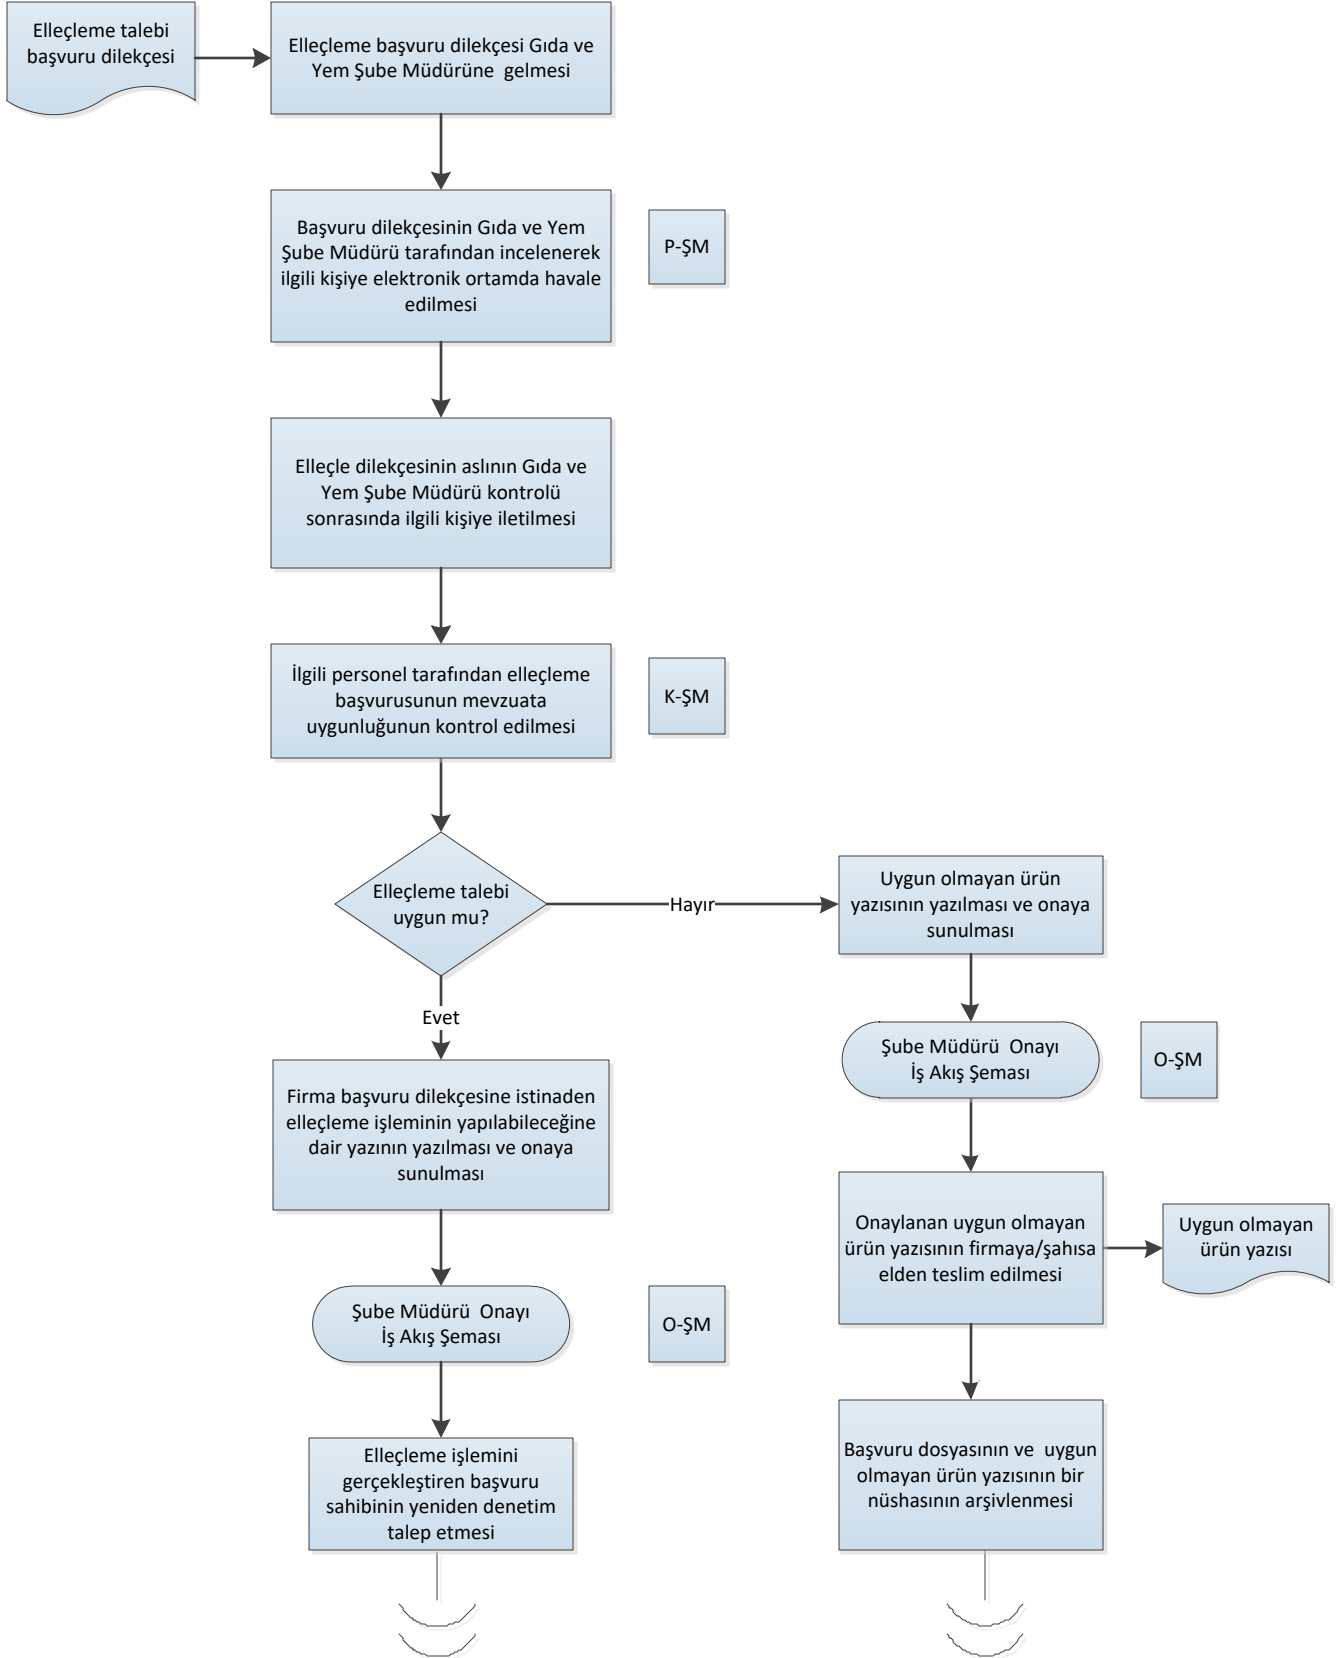 Elleçleme talebi
başvuru dilekçesi
Elleçleme başvuru dilekçesi Gıda ve
Yem Şube Müdürüne  gelmesi
Başvuru dilekçesinin Gıda ve Yem
Şube Müdürü tarafından incelenerek
ilgili kişiye elektronik ortamda havale
edilmesi
P-ŞM
Elleçle dilekçesinin aslının Gıda ve
Yem Şube Müdürü kontrolü
sonrasında ilgili kişiye iletilmesi
İlgili personel tarafından elleçleme
başvurusunun mevzuata
uygunluğunun kontrol edilmesi
K-ŞM
Elleçleme talebi
uygun mu?
Hayır
Uygun olmayan ürün
yazısının yazılması ve onaya
sunulması
Evet
Şube Müdürü  Onayı
İş Akış Şeması
O-ŞM
Firma başvuru dilekçesine istinaden
elleçleme işleminin yapılabileceğine
dair yazının yazılması ve onaya
sunulması
Onaylanan uygun olmayan
ürün yazısının firmaya/şahısa
elden teslim edilmesi
Uygun olmayan
ürün yazısı
Şube Müdürü  Onayı
İş Akış Şeması
O-ŞM
Elleçleme işlemini
gerçekleştiren başvuru
sahibinin yeniden denetim
talep etmesi
Başvuru dosyasının ve  uygun
olmayan ürün yazısının bir
nüshasının arşivlenmesi